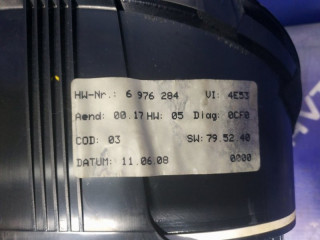 HW-Nr.: 6 976 284 VI: 4E53
Aend: 00.17 HW: 05 Diag: 0CF0
COD: 03 SW: 79.52.40
DATUM: 11.06.08 0000